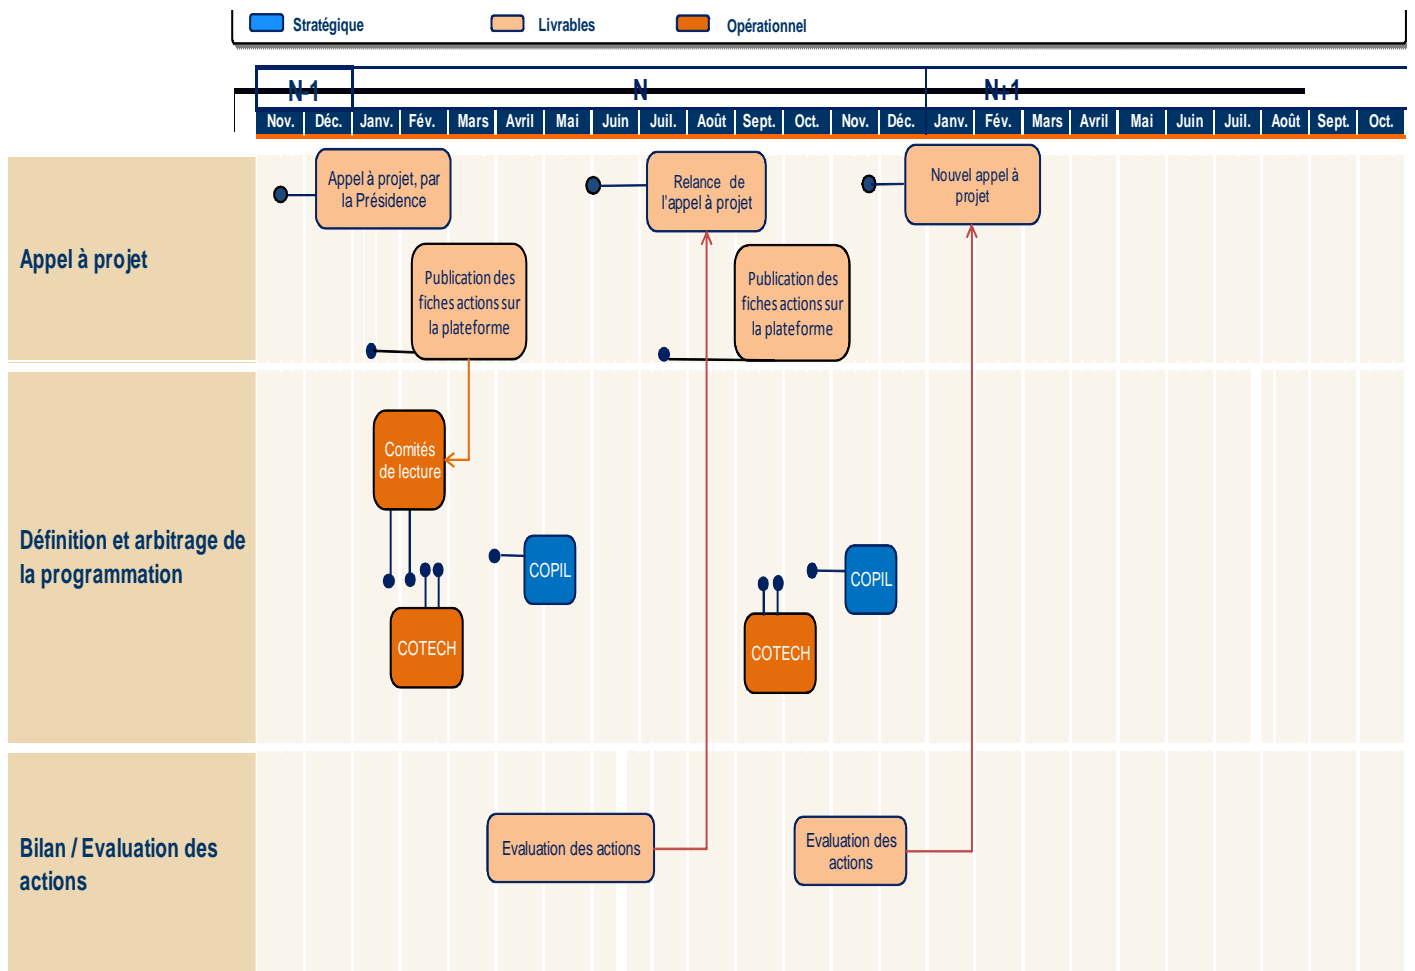 Stratégique
Livrables
Opérationnel
N-1
N
N+1
Nov. Déc. Janv. Fév. Mars Avril Mai Juin Juil. Août Sept. Oct. Nov. Déc. Janv. Fév. Mars Avril Mai Juin Juil. Août Sept. Oct.
Appel à projet
Appel à projet, par
la Présidence
Relance de
l'appel à projet
Nouvel appel à
projet
Publication des
fiches actions sur
la plateforme
Publication des
fiches actions sur
la plateforme
Définition et arbitrage de
la programmation
Comités
de lecture
COTECH
COPIL
COTECH
COPIL
Bilan / Evaluation des
actions
Evaluation des actions
Evaluation des
actions